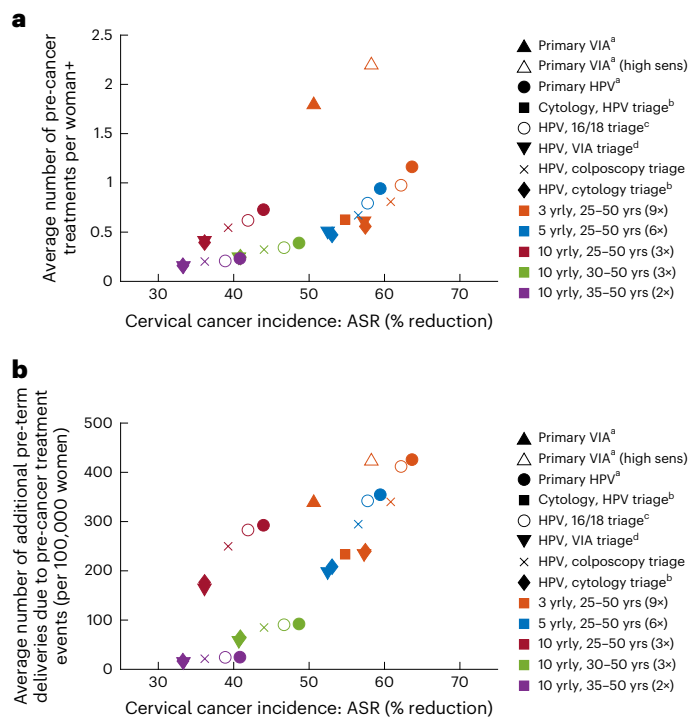 a
Average number of pre-cancer
treatments per woman+
2.5
2
1.5
1
0.5
0
30
40
50
60
70
Cervical cancer incidence: ASR (% reduction)
Primary VIAᵃ
Primary VIAᵃ (high sens)
Primary HPVᵃ
Cytology, HPV triageᵇ
HPV, 16/18 triageᶜ
HPV, VIA triageᵈ
HPV, colposcopy triage
HPV, cytology triageᵇ
3 yrly, 25–50 yrs (9×)
5 yrly, 25–50 yrs (6×)
10 yrly, 25–50 yrs (3×)
10 yrly, 30–50 yrs (3×)
10 yrly, 35–50 yrs (2×)
b
Average number of additional pre-term
deliveries due to pre-cancer treatment
events (per 100,000 women)
500
400
300
200
100
0
30
40
50
60
70
Cervical cancer incidence: ASR (% reduction)
Primary VIAᵃ
Primary VIAᵃ (high sens)
Primary HPVᵃ
Cytology, HPV triageᵇ
HPV, 16/18 triageᶜ
HPV, VIA triageᵈ
HPV, colposcopy triage
HPV, cytology triageᵇ
3 yrly, 25–50 yrs (9×)
5 yrly, 25–50 yrs (6×)
10 yrly, 25–50 yrs (3×)
10 yrly, 30–50 yrs (3×)
10 yrly, 35–50 yrs (2×)